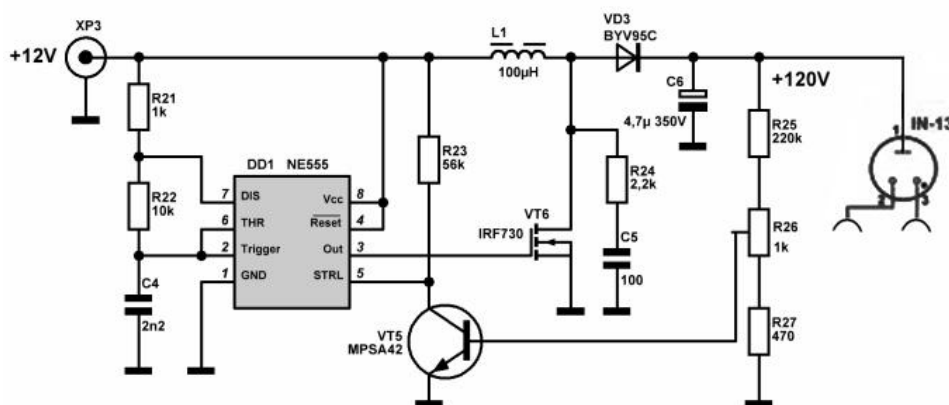 XP3
+12V
R21
1k
R22
10k
C4
2n2
DD1 NE555
7 DIS
6 THR
2 Trigger
1 GND
Vcc 8
Reset 4
Out 3
STRL 5
R23
56k
L1
100µH
VD3
BYV95C
VT6
IRF730
R24
2,2k
C5
100
VT5
MPSA42
C6
4,7µ 350V
+120V
R25
220k
R26
1k
R27
470
IN-13
1
2
3